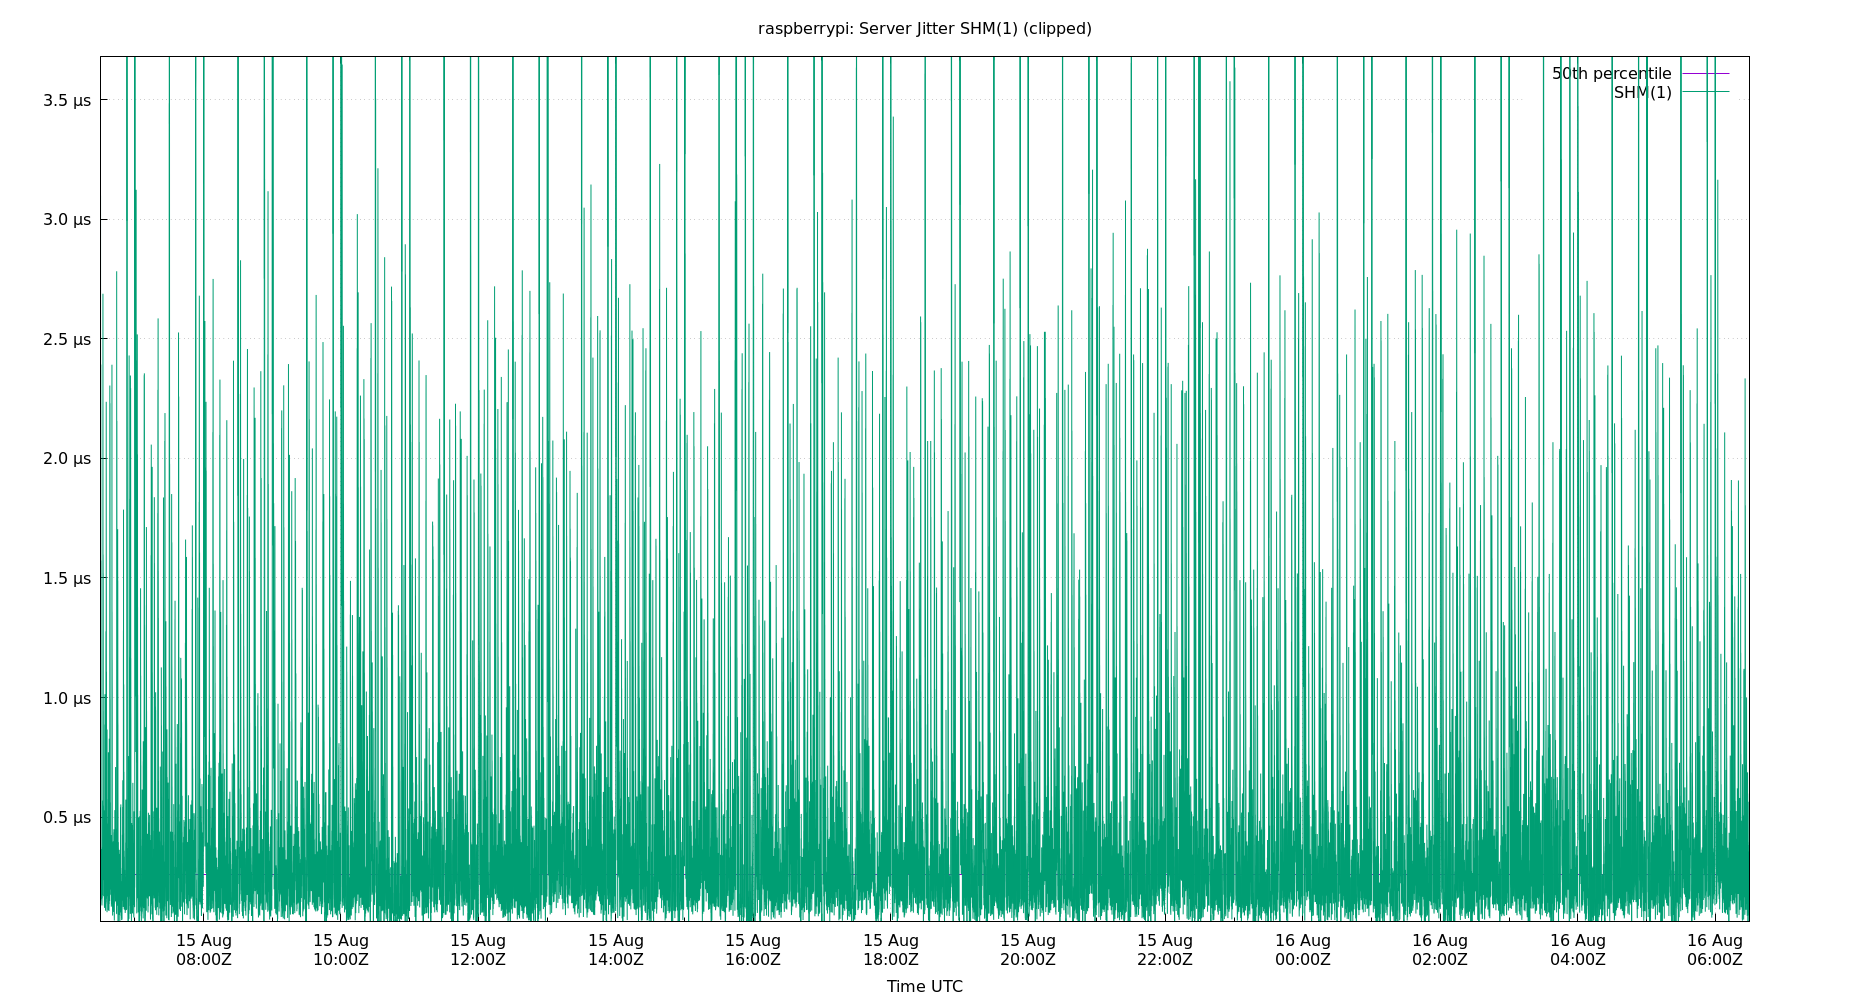 raspberrypi: Server Jitter SHM(1) (clipped)
50th percentile
SHM(1)
3.5 µs
3.0 µs
2.5 µs
2.0 µs
1.5 µs
1.0 µs
0.5 µs
15 Aug 15 Aug 15 Aug 15 Aug 15 Aug 15 Aug 15 Aug 15 Aug 16 Aug 16 Aug 16 Aug 16 Aug
08:00Z 10:00Z 12:00Z 14:00Z 16:00Z 18:00Z 20:00Z 22:00Z 00:00Z 02:00Z 04:00Z 06:00Z
Time UTC